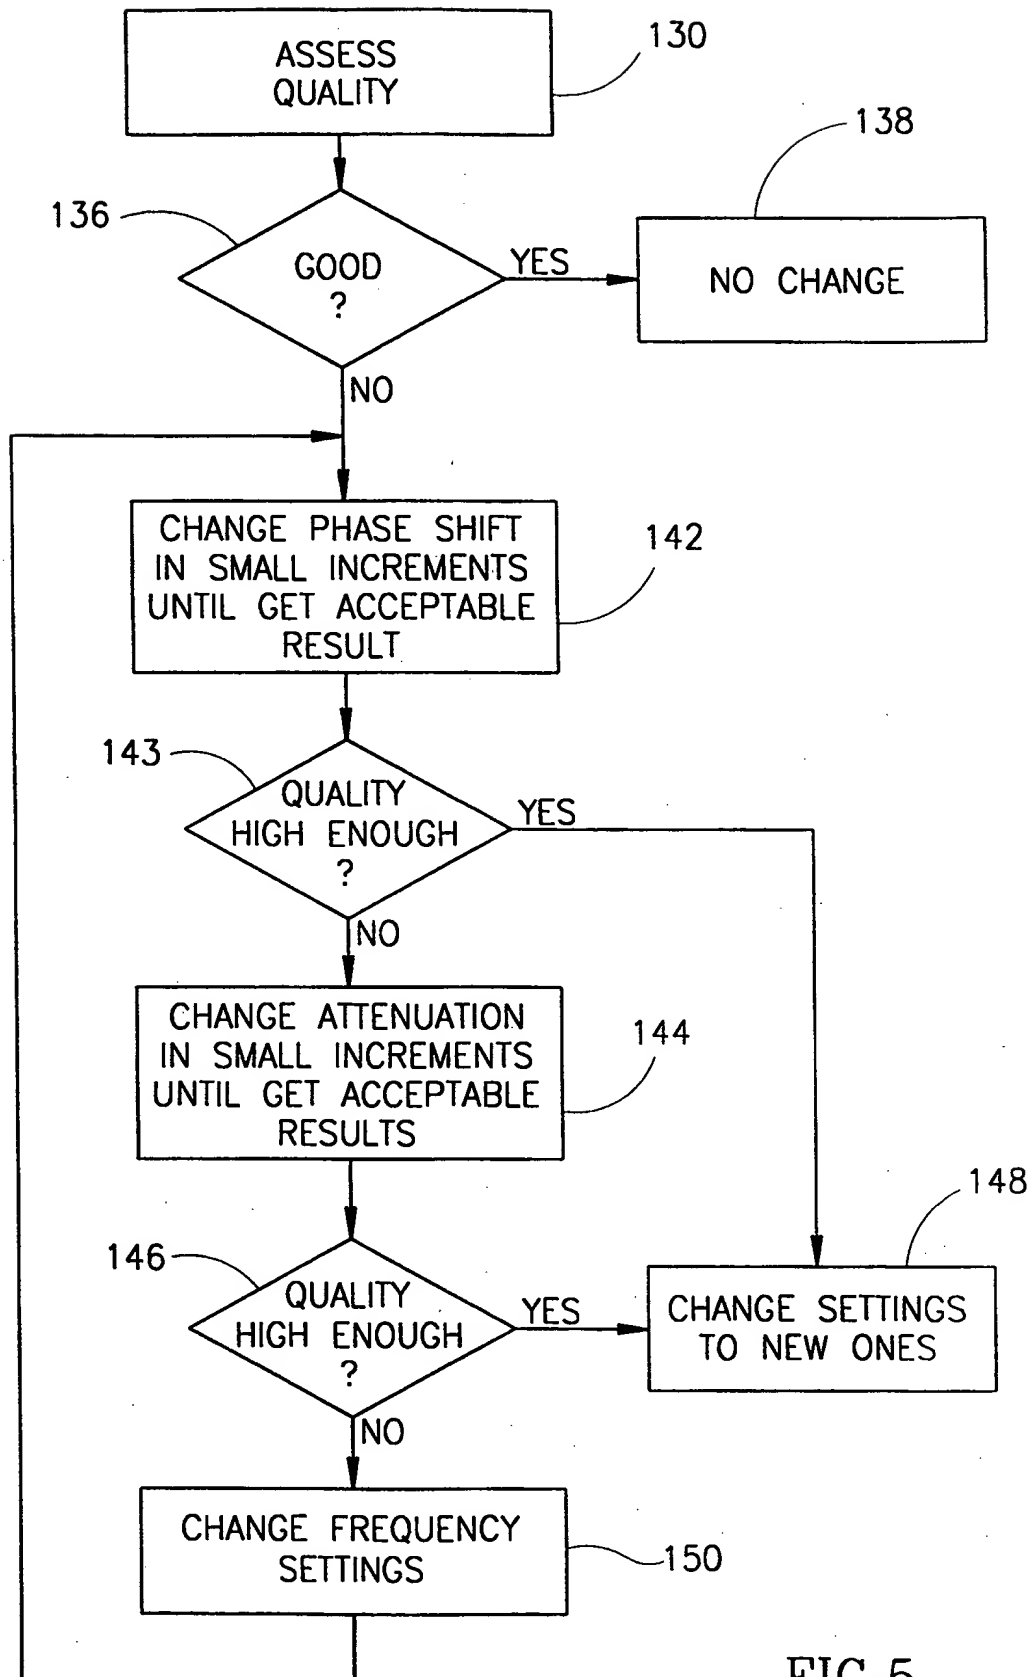 ASSESS
QUALITY
130
138
136
GOOD
?
YES
NO CHANGE
NO
CHANGE PHASE SHIFT
IN SMALL INCREMENTS
UNTIL GET ACCEPTABLE
RESULT
142
143
QUALITY
HIGH ENOUGH
?
YES
NO
CHANGE ATTENUATION
IN SMALL INCREMENTS
UNTIL GET ACCEPTABLE
RESULTS
144
148
146
QUALITY
HIGH ENOUGH
?
YES
CHANGE SETTINGS
TO NEW ONES
NO
CHANGE FREQUENCY
SETTINGS
150
FIG.5